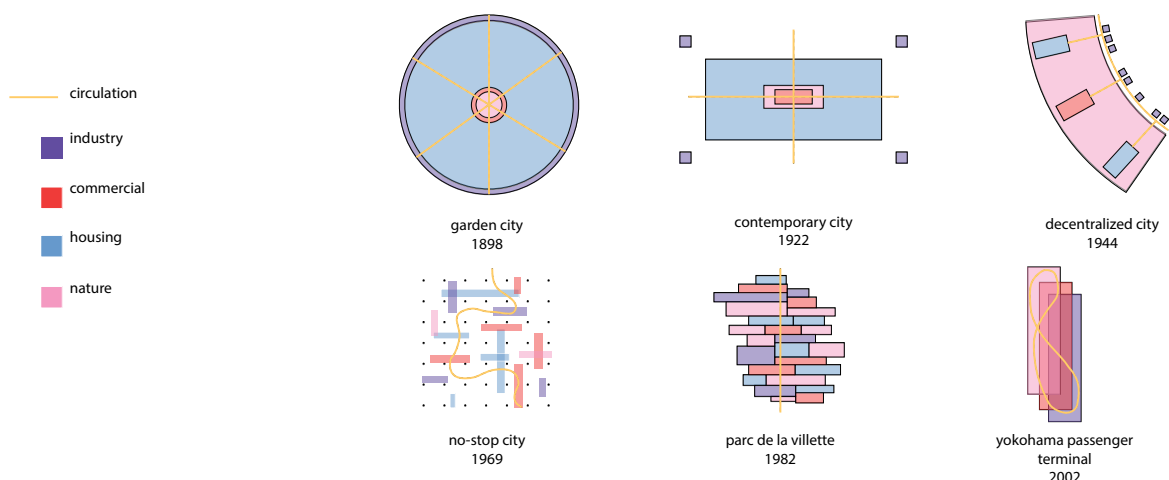 circulation
industry
commercial
housing
nature
garden city
1898
contemporary city
1922
decentralized city
1944
no-stop city
1969
parc de la villette
1982
yokohama passenger
terminal
2002